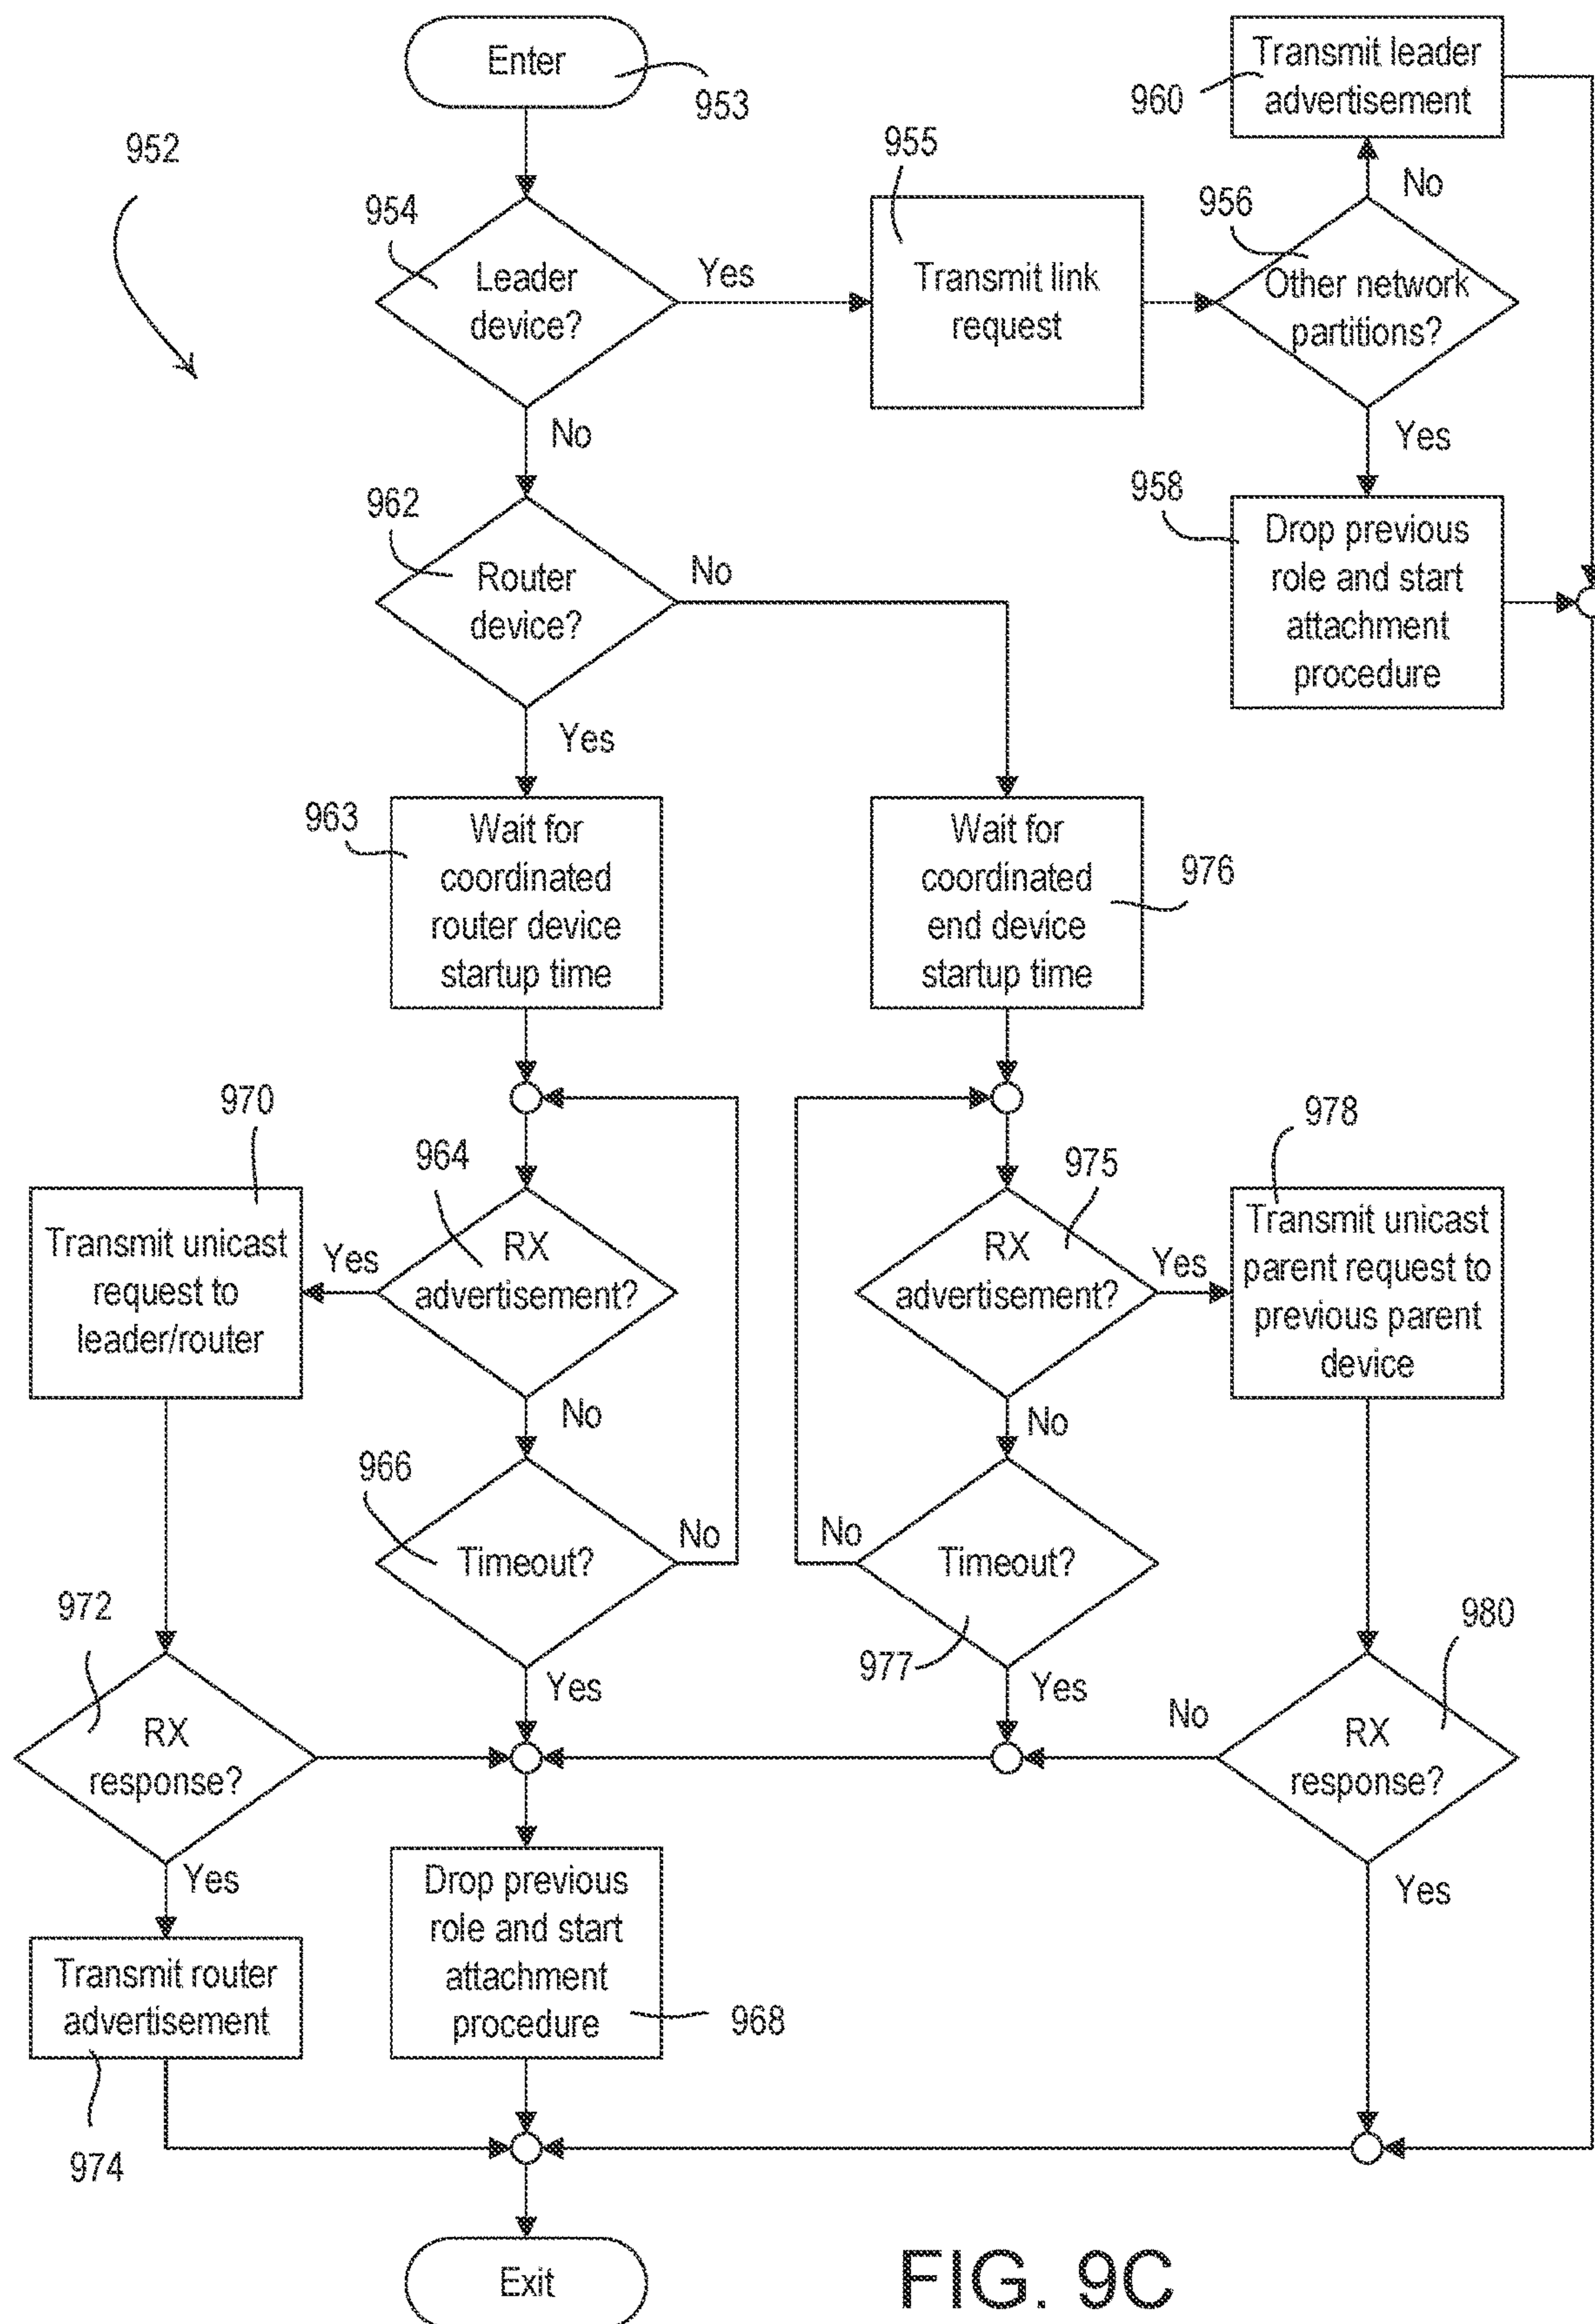 Enter
953
952
Transmit leader
advertisement
960
955
No
954
956
Leader
device?
Yes
Transmit link
request
Other network
partitions?
No
Yes
962
958
Router
device?
No
Drop previous
role and start
attachment
procedure
Yes
963
Wait for
coordinated
router device
startup time
Wait for
coordinated
end device
startup time
976
970
964
975
978
Transmit unicast
request to
leader/router
Yes
RX
advertisement?
RX
advertisement?
Yes
Transmit unicast
parent request to
previous parent
device
No
No
966
Timeout?
No
No
Timeout?
972
977
980
Yes
Yes
No
RX
response?
RX
response?
Yes
Yes
Drop previous
role and start
attachment
procedure
968
Transmit router
advertisement
974
Exit
FIG. 9C